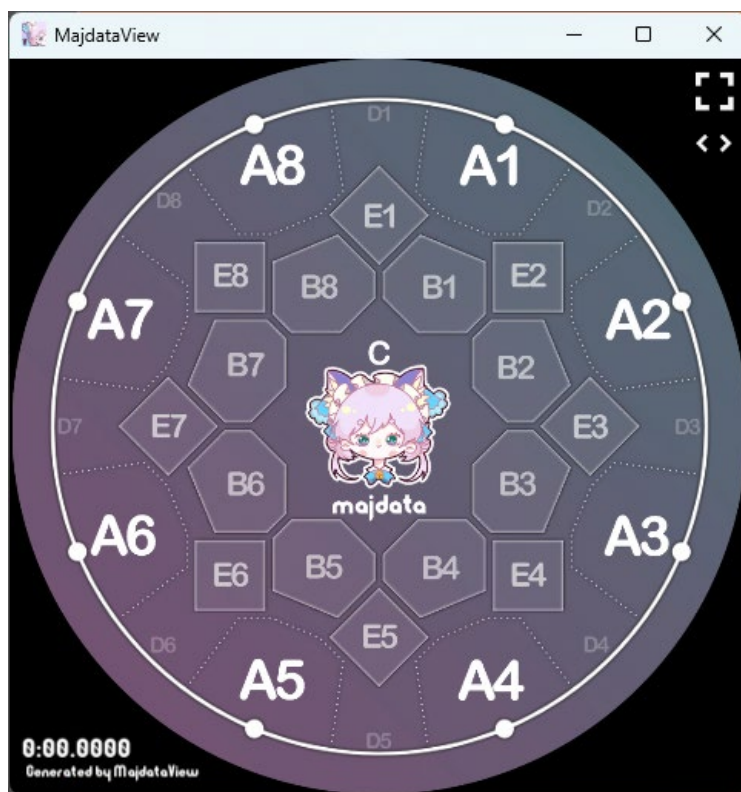 MajdataView
D1
A8 A1
D8 D2
E1
E8 B8 B1 E2
A7 A2
C
B7 B2
D7 E7 E3 D3
majdata
B6 B3
A6 A3
B5 B4
E6 E4
E5
D6 D4
A5 A4
D5
0:00.0000
Generated by MajdataView